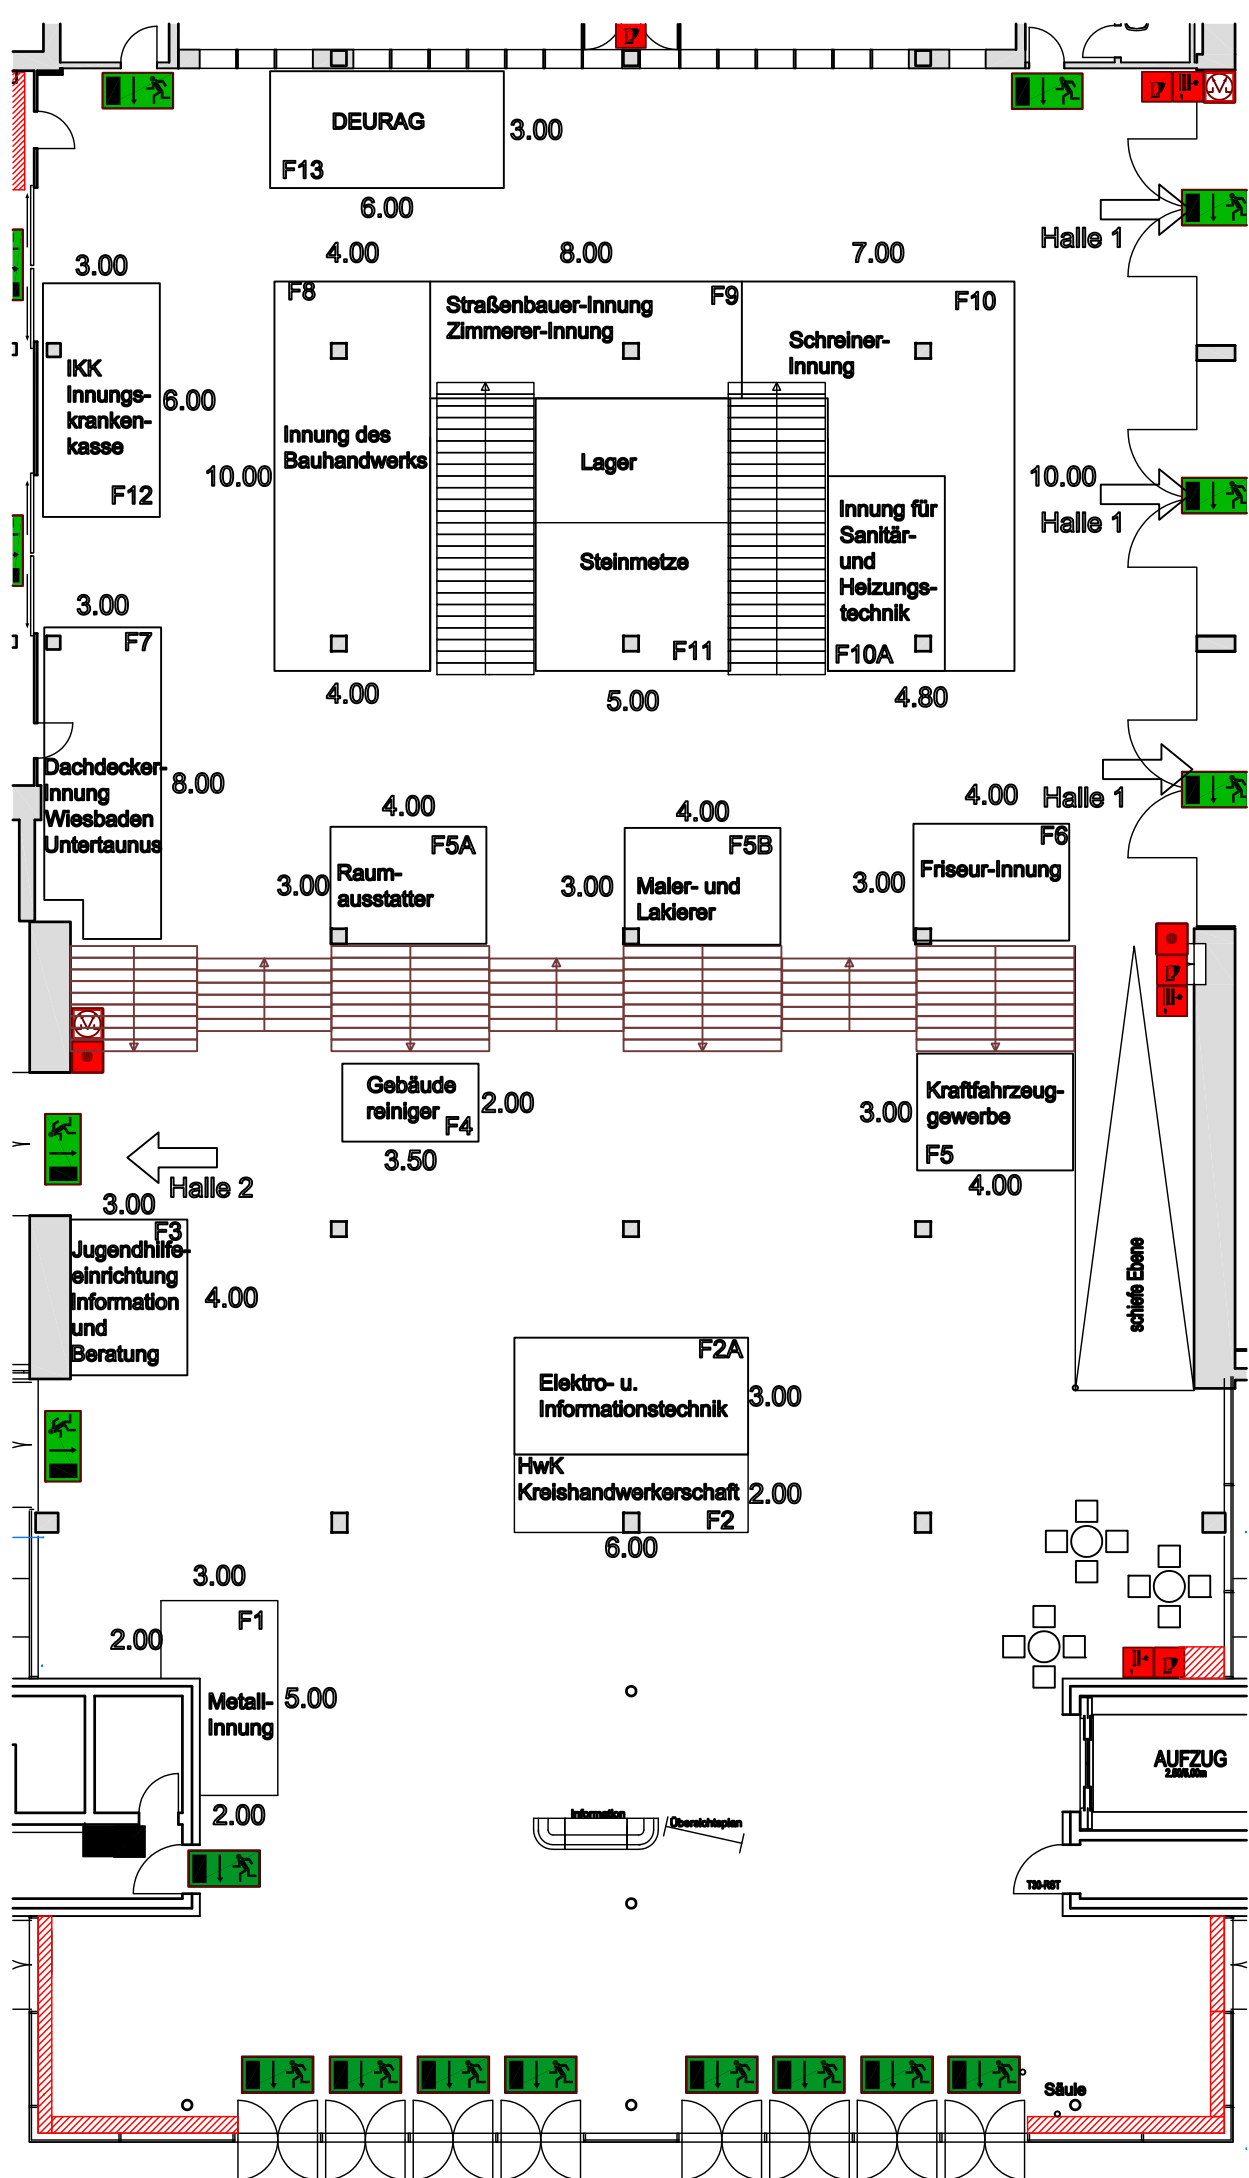 DEURAG
3.00
F13
6.00
Halle 1
4.00
8.00
7.00
3.00
F8
Straßenbauer-Innung
Zimmerer-Innung
F9
F10
Schreiner-
Innung
IKK
Innungs-
kranken-
kasse
6.00
F12
Innung des
Bauhandwerks
10.00
Lager
10.00
Halle 1
Innung für
Sanitär-
und
Heizungs-
technik
Steinmetze
F11
F10A
3.00
F7
4.00
5.00
4.80
Dachdecker-
Innung
Wiesbaden
Untertaunus
8.00
Halle 1
4.00
4.00
4.00
F5A
Raum-
ausstatter
3.00
F5B
Maler- und
Lakierer
3.00
F6
Friseur-Innung
3.00
Gebäude
reiniger
F4
2.00
3.50
Kraftfahrzeug-
gewerbe
F5
3.00
4.00
Halle 2
3.00
F3
Jugendhilfe-
einrichtung
Information
und
Beratung
4.00
schiefe Ebene
F2A
Elektro- u.
Informationstechnik
3.00
HwK
Kreishandwerkerschaft
F2
2.00
6.00
3.00
F1
2.00
Metall-
Innung
5.00
2.00
AUFZUG
2.50/5.00m
Information
Übersichtsplan
T30-RST
Säule